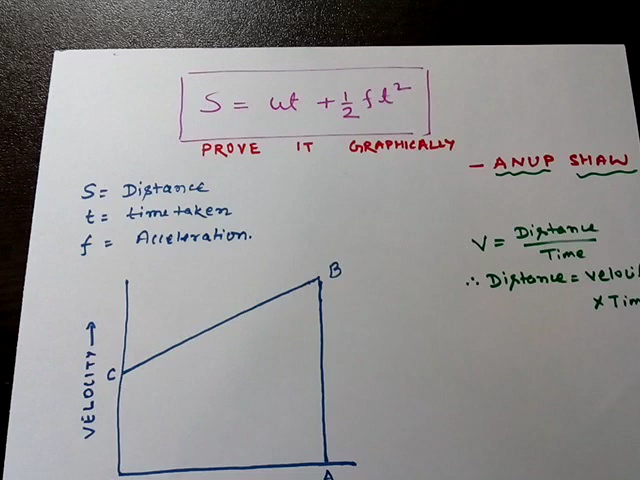 S = ut + ½ft²
PROVE IT GRAPHICALLY
- ANUP SHAW
S= Distance
t= time taken
f = Acceleration.
V = Distance
Time
∴ Distance = Veloci
× Tim
B
C
VELOCITY →
A